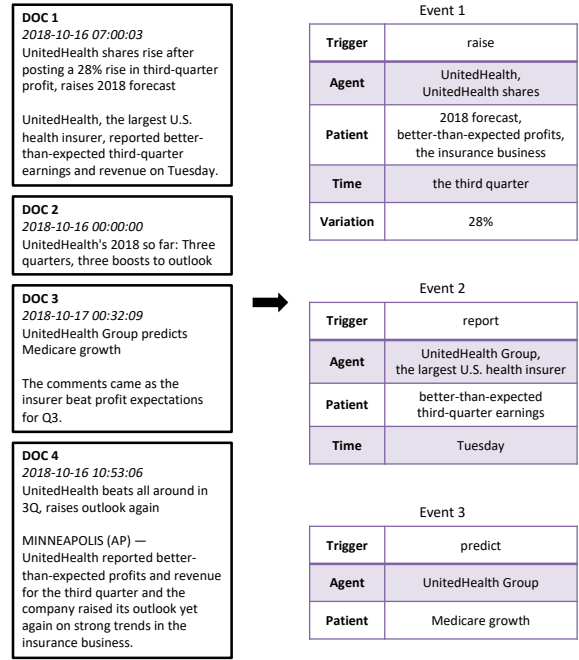 DOC 1
2018-10-16 07:00:03
UnitedHealth shares rise after
posting a 28% rise in third-quarter
profit, raises 2018 forecast
UnitedHealth, the largest U.S.
health insurer, reported better-
than-expected third-quarter
earnings and revenue on Tuesday.
DOC 2
2018-10-16 00:00:00
UnitedHealth's 2018 so far: Three
quarters, three boosts to outlook
DOC 3
2018-10-17 00:32:09
UnitedHealth Group predicts
Medicare growth
The comments came as the
insurer beat profit expectations
for Q3.
DOC 4
2018-10-16 10:53:06
UnitedHealth beats all around in
3Q, raises outlook again
MINNEAPOLIS (AP) —
UnitedHealth reported better-
than-expected profits and revenue
for the third quarter and the
company raised its outlook yet
again on strong trends in the
insurance business.
Event 1
Trigger raise
Agent UnitedHealth,
UnitedHealth shares
Patient 2018 forecast,
better-than-expected profits,
the insurance business
Time the third quarter
Variation 28%
Event 2
Trigger report
Agent UnitedHealth Group,
the largest U.S. health insurer
Patient better-than-expected
third-quarter earnings
Time Tuesday
Event 3
Trigger predict
Agent UnitedHealth Group
Patient Medicare growth